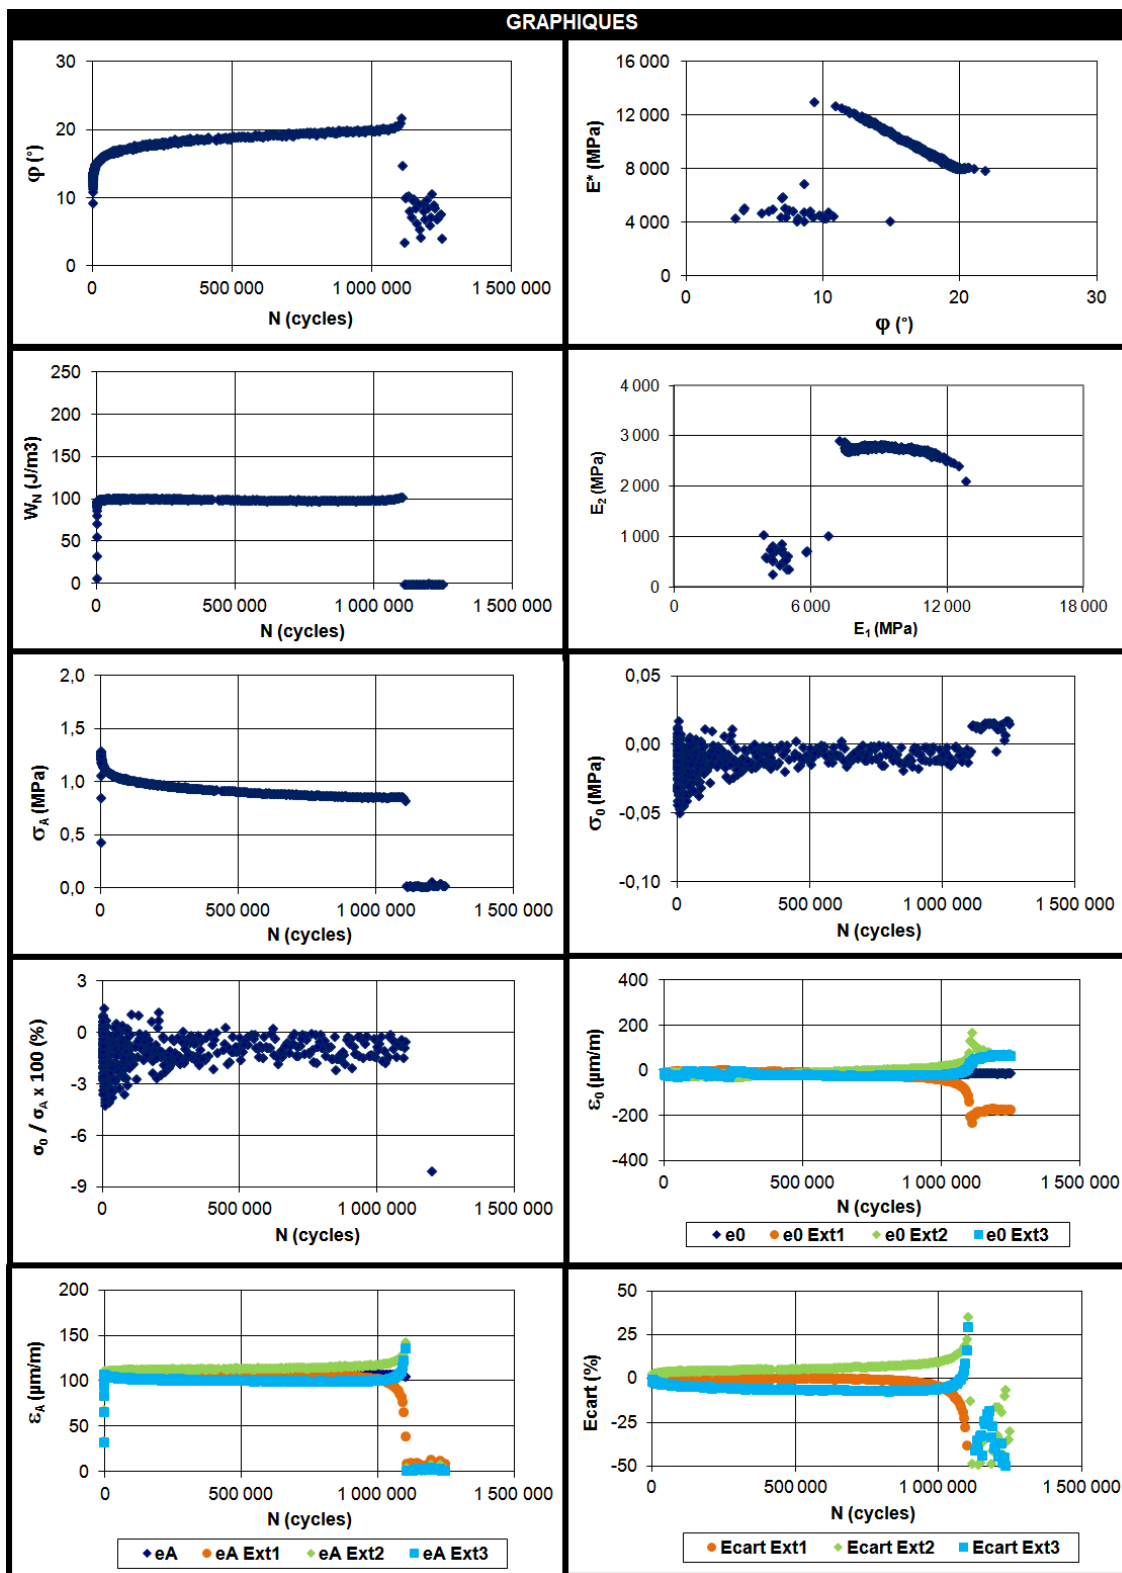 GRAPHIQUES
30
20
10
0
φ (°)
0 500 000 1 000 000 1 500 000
N (cycles)
16 000
12 000
8 000
4 000
0
E* (MPa)
0 10 20 30
φ (°)
250
200
150
100
50
0
W_N (J/m3)
0 500 000 1 000 000 1 500 000
N (cycles)
4 000
3 000
2 000
1 000
0
E₂ (MPa)
0 6 000 12 000 18 000
E₁ (MPa)
2,0
1,5
1,0
0,5
0,0
σ_A (MPa)
0 500 000 1 000 000 1 500 000
N (cycles)
0,05
0,00
-0,05
-0,10
σ₀ (MPa)
0 500 000 1 000 000 1 500 000
N (cycles)
3
0
-3
-6
-9
σ₀ / σ_A x 100 (%)
0 500 000 1 000 000 1 500 000
N (cycles)
400
200
0
-200
-400
ε₀ (µm/m)
0 500 000 1 000 000 1 500 000
N (cycles)
e0 e0 Ext1 e0 Ext2 e0 Ext3
200
150
100
50
0
ε_A (µm/m)
0 500 000 1 000 000 1 500 000
N (cycles)
eA eA Ext1 eA Ext2 eA Ext3
50
25
0
-25
-50
Ecart (%)
0 500 000 1 000 000 1 500 000
N (cycles)
Ecart Ext1 Ecart Ext2 Ecart Ext3